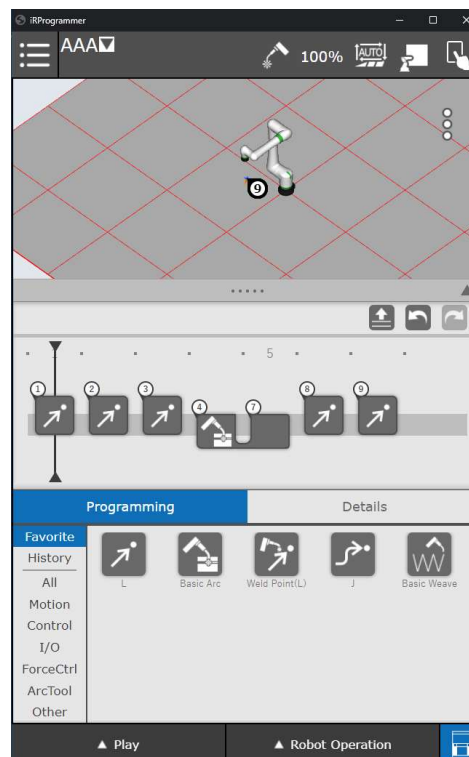 iRProgrammer
AAA
100%
AUTO
9
5
1
2
3
4
7
8
9
Programming
Details
Favorite
History
All
Motion
Control
I/O
ForceCtrl
ArcTool
Other
L
Basic Arc
Weld Point(L)
J
Basic Weave
▲ Play
▲ Robot Operation